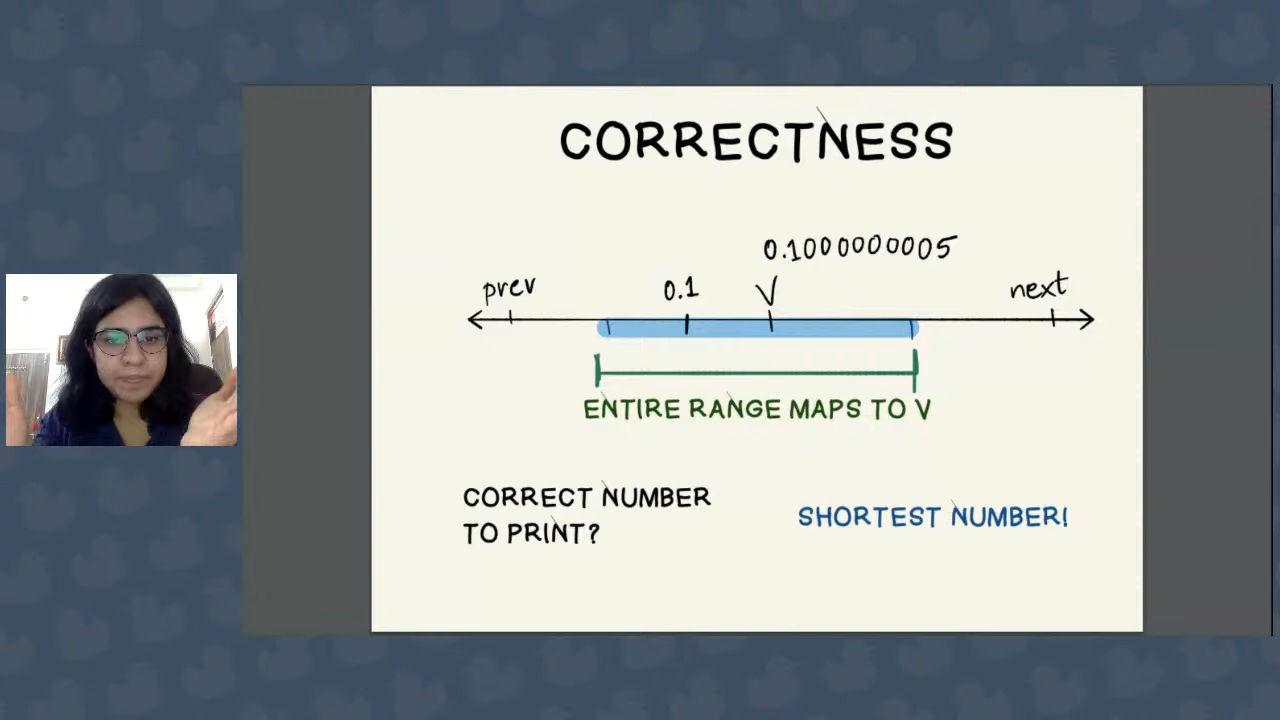 CORRECTNESS
0.1000000005
prev 0.1 V next
ENTIRE RANGE MAPS TO V
CORRECT NUMBER
TO PRINT?
SHORTEST NUMBER!